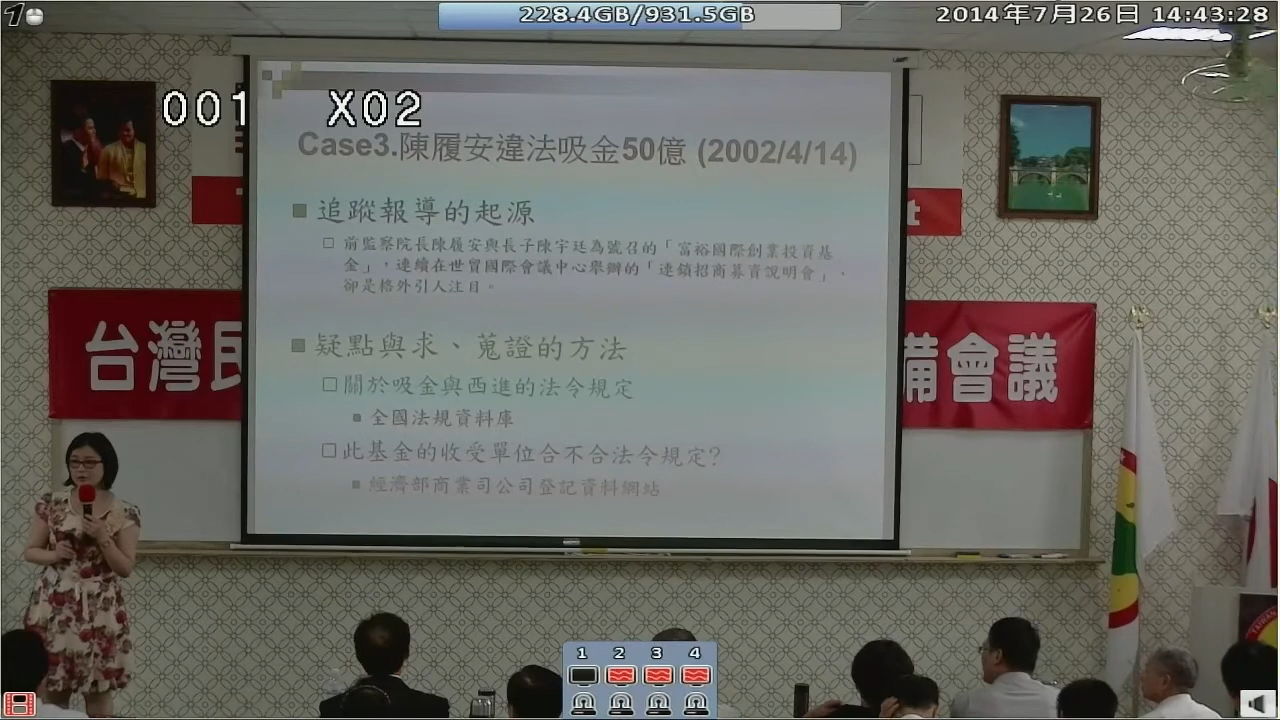 1
228.4GB/931.5GB
2014年7月26日 14:43:28
001 X02
Case3.陳履安違法吸金50億 (2002/4/14)
追蹤報導的起源
前監察院長陳履安與長子陳宇廷為號召的「富裕國際創業投資基
金」，連續在世貿國際會議中心舉辦的「連鎖招商募資說明會」，
卻是格外引人注目。
疑點與求、蒐證的方法
關於吸金與西進的法令規定
全國法規資料庫
此基金的收受單位合不合法令規定?
經濟部商業司公司登記資料網站
t
台灣民
備會議
1 2 3 4